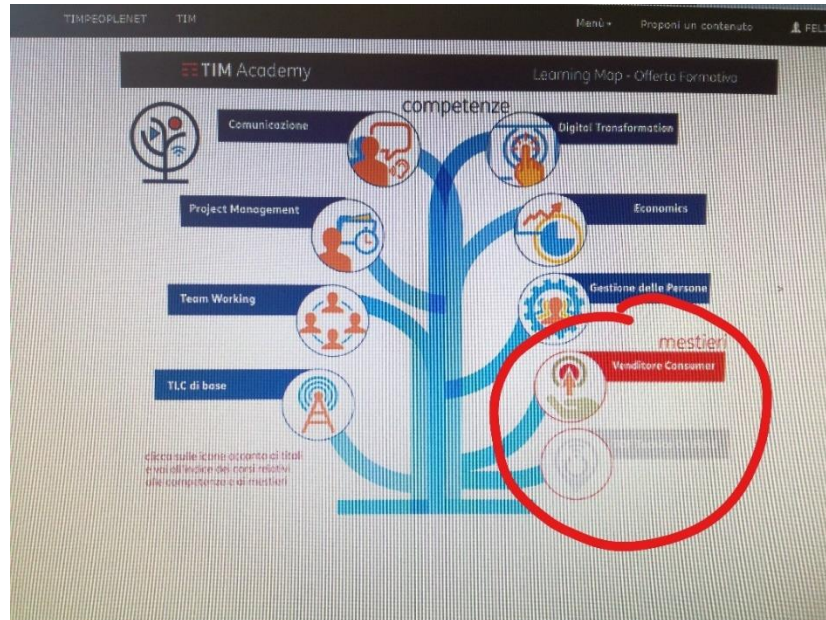 TIMPEOPLENET TIM Menù Proponi un contenuto FELI
TIM Academy Learning Map - Offerta Formativa
competenze
Comunicazione Digital Transformation
Project Management Economics
Gestione delle Persone
Team Working
mestieri
Venditore Consumer
TLC di base
clicca sulle icone accanto ai titoli
e vai all'indice dei corsi relativi
alle competenze e ai mestieri